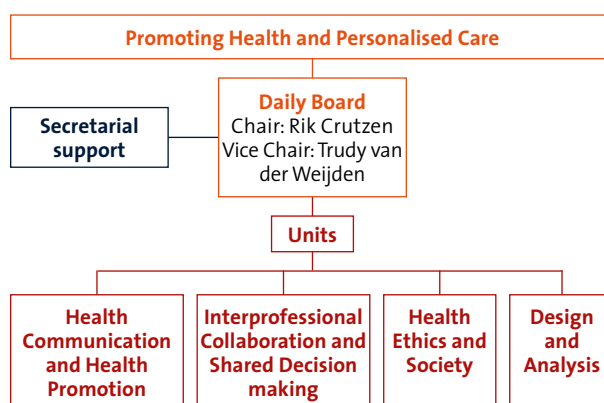 Promoting Health and Personalised Care
Daily Board
Chair: Rik Crutzen
Vice Chair: Trudy van
der Weijden
Secretarial
support
Units
Health
Communication
and Health
Promotion
Interprofessional
Collaboration and
Shared Decision
making
Health
Ethics and
Society
Design
and
Analysis